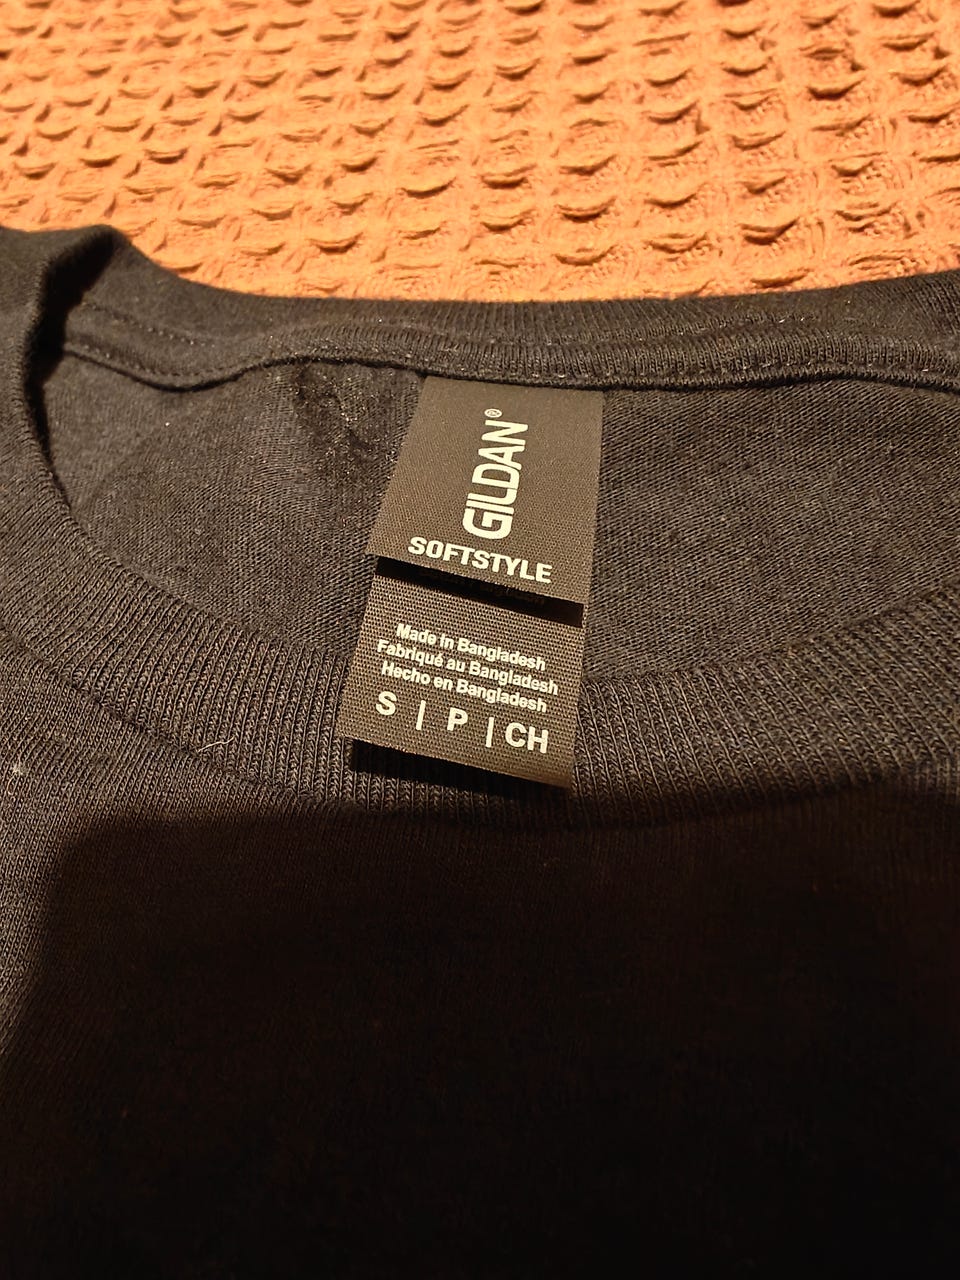 GILDAN®
SOFTSTYLE
Made in Bangladesh
Fabriqué au Bangladesh
Hecho en Bangladesh
S | P | CH